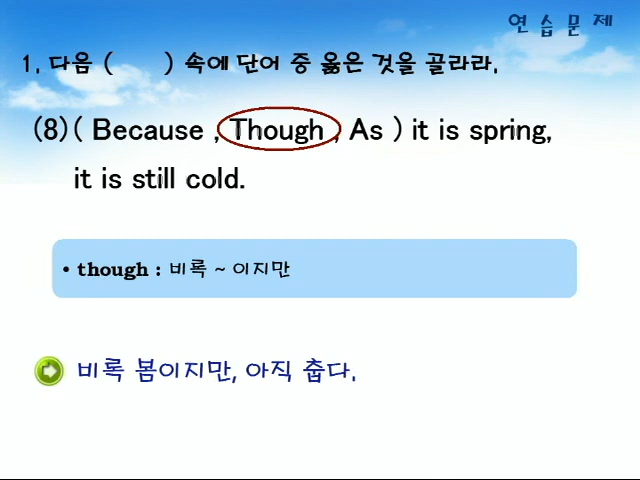 연 습 문 제
1. 다음 (      ) 속에 단어 중 옳은 것을 골라라.
(8)( Because , Though , As ) it is spring,
it is still cold.
• though : 비록 ~ 이지만
비록 봄이지만, 아직 춥다.